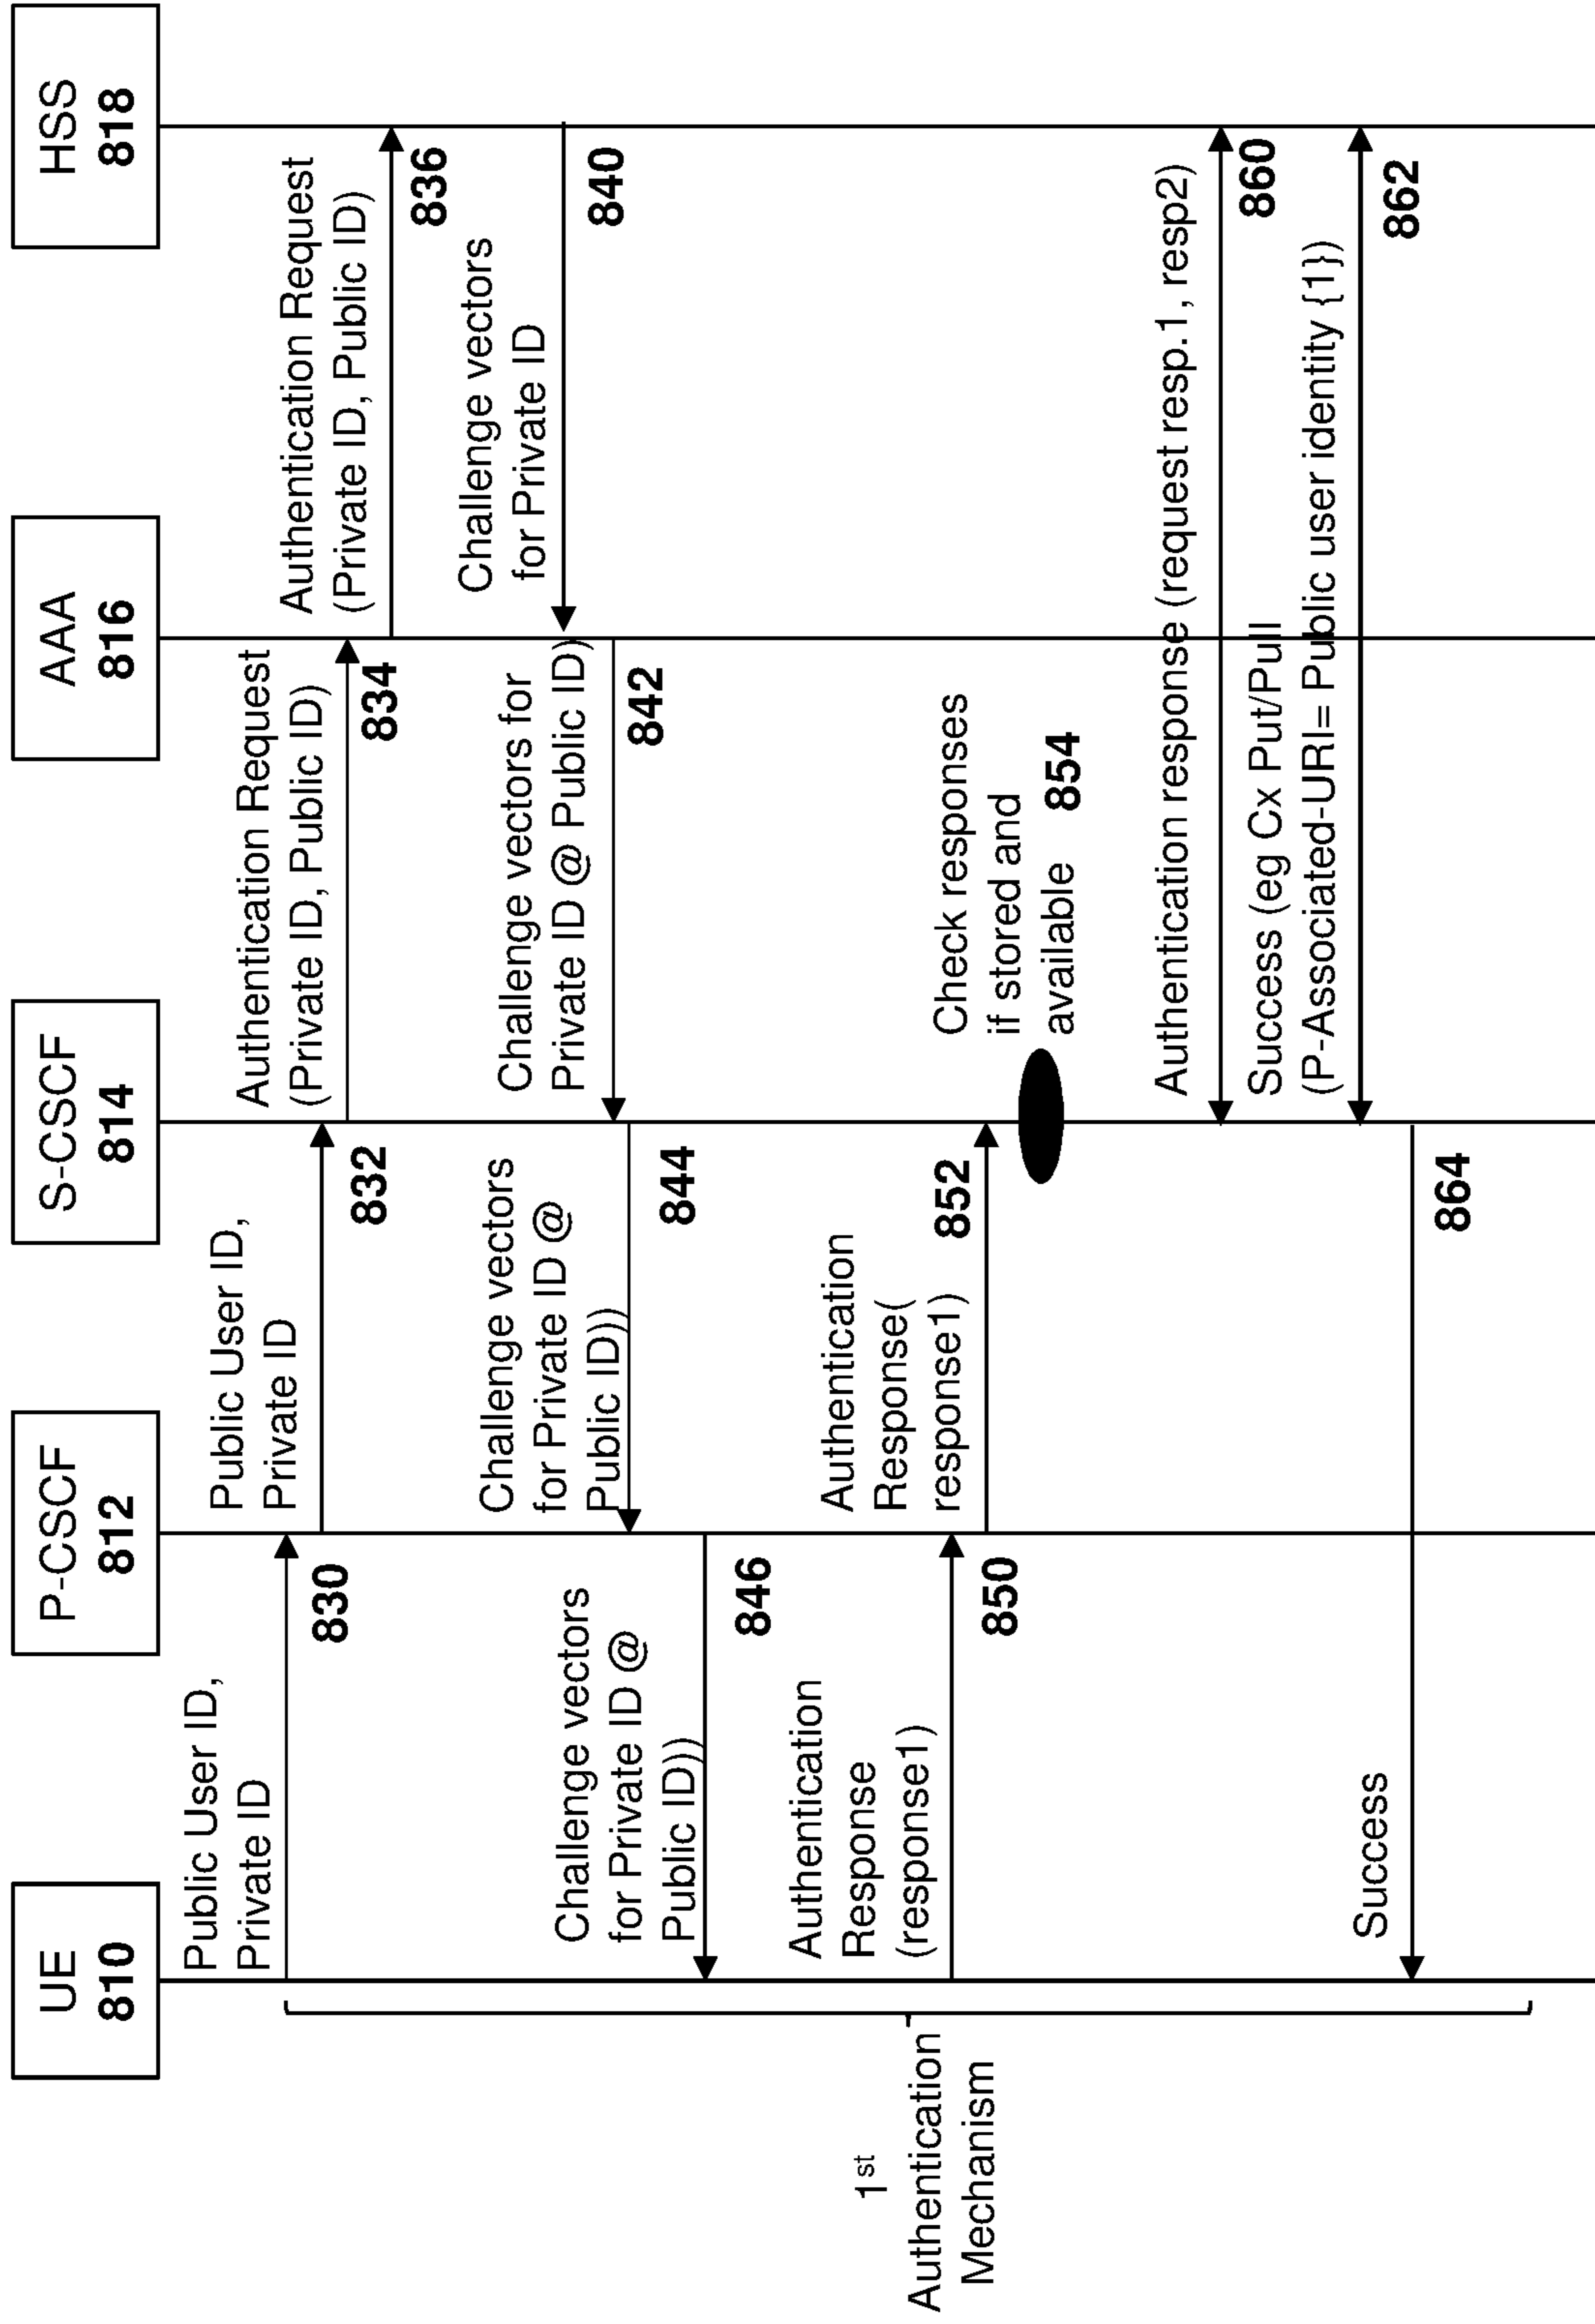 UE
810
P-CSCF
812
S-CSCF
814
AAA
816
HSS
818
Public User ID,
Private ID
830
Public User ID,
Private ID
832
Authentication Request
(Private ID, Public ID)
834
Authentication Request
(Private ID, Public ID)
836
Challenge vectors
for Private ID
840
Challenge vectors for
Private ID @ Public ID)
842
Challenge vectors
for Private ID @
Public ID))
844
Challenge vectors
for Private ID @
Public ID))
846
Authentication
Response
(response1)
850
Authentication
Response(
response1)
852
Check responses
if stored and
available 854
Authentication response (request resp.1, resp2)
860
Success (eg Cx Put/Pull
(P-Associated-URI= Public user identity {1})
862
Success
864
1st
Authentication
Mechanism